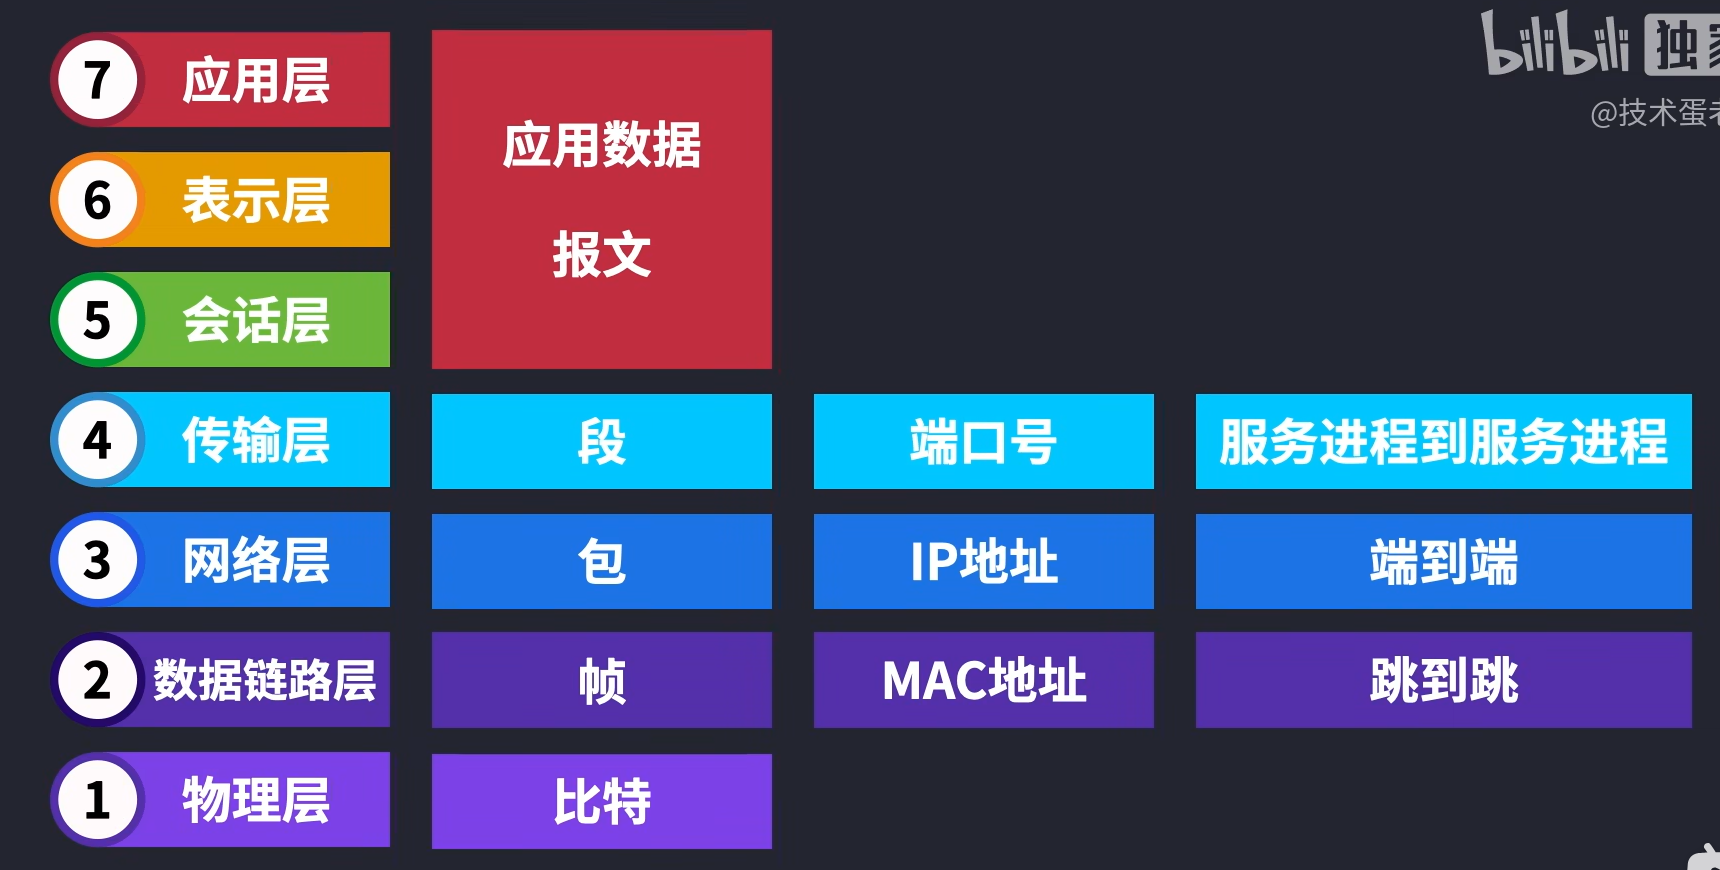 bilibili 独
@技术蛋
7 应用层
应用数据
报文
6 表示层
5 会话层
4 传输层 段 端口号 服务进程到服务进程
3 网络层 包 IP地址 端到端
2 数据链路层 帧 MAC地址 跳到跳
1 物理层 比特